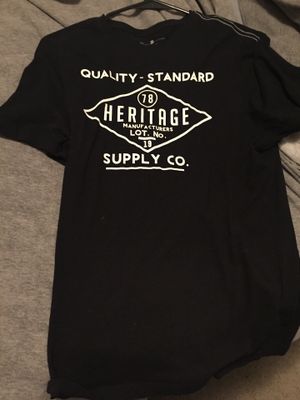 QUALITY-STANDARD
78
HERITAGE
MANUFACTURERS
LOT. No.
19
SUPPLY CO.